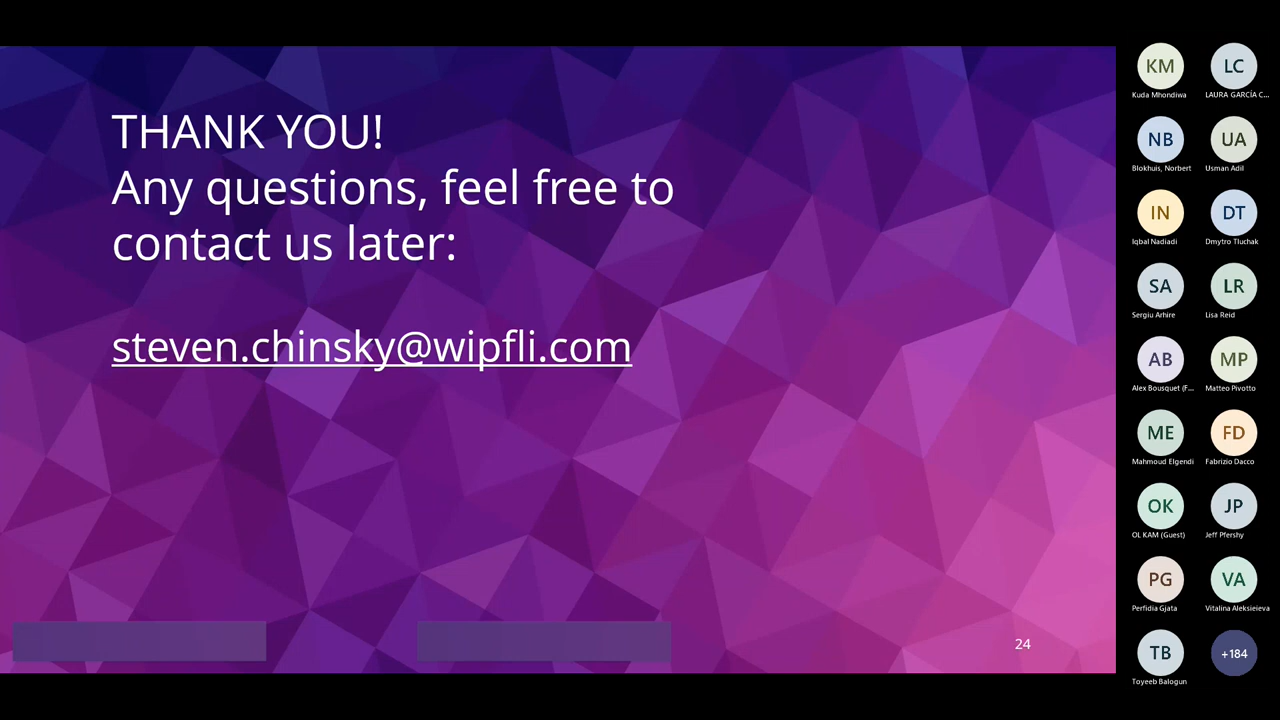 THANK YOU!
Any questions, feel free to
contact us later:
steven.chinsky@wipfli.com
24
KM
Kuda Mhondiwa
LC
LAURA GARCÍA C...
NB
Blokhuis, Norbert
UA
Usman Adil
IN
Iqbal Nadiadi
DT
Dmytro Tluchak
SA
Sergiu Arhire
LR
Lisa Reid
AB
Alex Bousquet (F...
MP
Matteo Pivotto
ME
Mahmoud Elgendi
FD
Fabrizio Dacco
OK
OL KAM (Guest)
JP
Jeff Pfershy
PG
Perfidia Gjata
VA
Vitalina Aleksieieva
TB
Toyeeb Balogun
+184